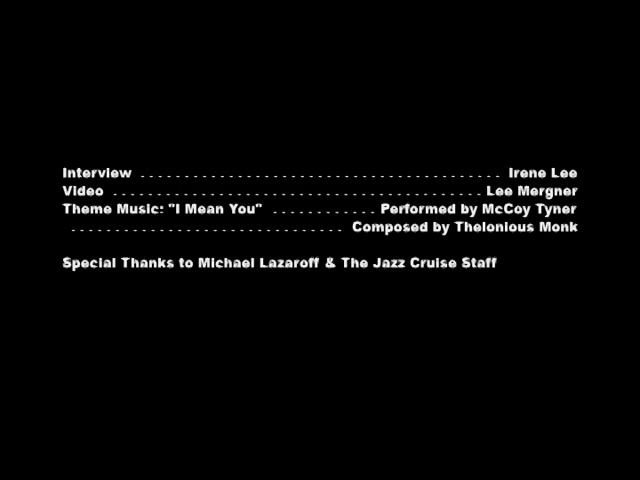 Interview ........................................ Irene Lee
Video ......................................... Lee Mergner
Theme Music: "I Mean You" ............ Performed by McCoy Tyner
.............................. Composed by Thelonious Monk
Special Thanks to Michael Lazaroff & The Jazz Cruise Staff